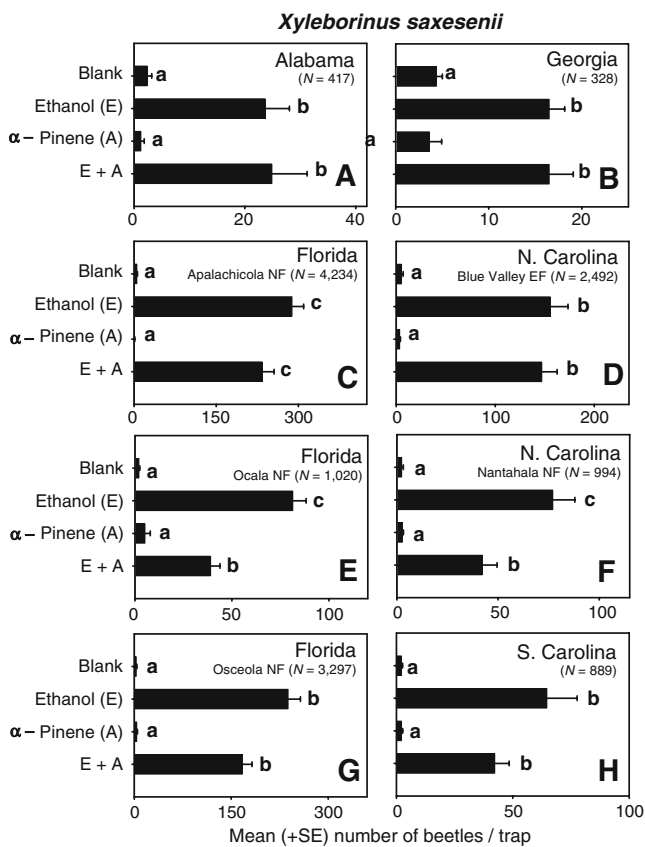 Xyleborinus saxesenii
Alabama
(N = 417)
Blank
a
Ethanol (E)
b
α – Pinene (A)
a
E + A
b
A
0 20 40
Georgia
(N = 328)
a
b
a
b
B
0 10 20
Florida
Apalachicola NF (N = 4,234)
Blank
a
Ethanol (E)
c
α – Pinene (A)
a
E + A
c
C
0 150 300
N. Carolina
Blue Valley EF (N = 2,492)
a
b
a
b
D
0 100 200
Florida
Ocala NF (N = 1,020)
Blank
a
Ethanol (E)
c
α – Pinene (A)
a
E + A
b
E
0 50 100
N. Carolina
Nantahala NF (N = 994)
a
c
a
b
F
0 50 100
Florida
Osceola NF (N = 3,297)
Blank
a
Ethanol (E)
b
α – Pinene (A)
a
E + A
b
G
0 150 300
S. Carolina
(N = 889)
a
b
a
b
H
0 50 100
Mean (+SE) number of beetles / trap